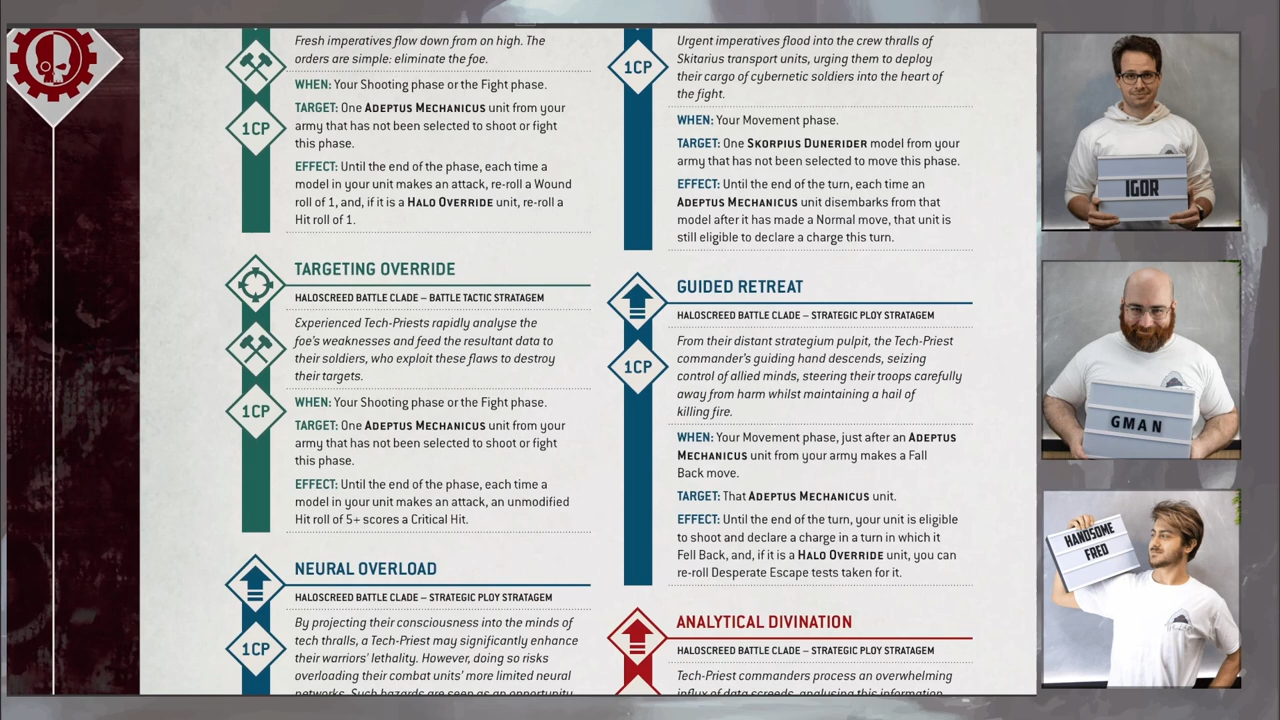 Fresh imperatives flow down from on high. The
orders are simple: eliminate the foe.
WHEN: Your Shooting phase or the Fight phase.
1CP
TARGET: One ADEPTUS MECHANICUS unit from your
army that has not been selected to shoot or fight
this phase.
EFFECT: Until the end of the phase, each time a
model in your unit makes an attack, re-roll a Wound
roll of 1, and, if it is a HALO OVERRIDE unit, re-roll a
Hit roll of 1.
TARGETING OVERRIDE
HALOSCREED BATTLE CLADE – BATTLE TACTIC STRATAGEM
Experienced Tech-Priests rapidly analyse the
foe's weaknesses and feed the resultant data to
their soldiers, who exploit these flaws to destroy
their targets.
1CP
WHEN: Your Shooting phase or the Fight phase.
TARGET: One ADEPTUS MECHANICUS unit from your
army that has not been selected to shoot or fight
this phase.
EFFECT: Until the end of the phase, each time a
model in your unit makes an attack, an unmodified
Hit roll of 5+ scores a Critical Hit.
NEURAL OVERLOAD
HALOSCREED BATTLE CLADE – STRATEGIC PLOY STRATAGEM
1CP
By projecting their consciousness into the minds of
tech thralls, a Tech-Priest may significantly enhance
their warriors' lethality. However, doing so risks
overloading their combat units' more limited neural
networks. Such hazards are seen as an opportunity
1CP
Urgent imperatives flood into the crew thralls of
Skitarius transport units, urging them to deploy
their cargo of cybernetic soldiers into the heart of
the fight.
WHEN: Your Movement phase.
TARGET: One SKORPIUS DUNERIDER model from your
army that has not been selected to move this phase.
EFFECT: Until the end of the turn, each time an
ADEPTUS MECHANICUS unit disembarks from that
model after it has made a Normal move, that unit is
still eligible to declare a charge this turn.
GUIDED RETREAT
HALOSCREED BATTLE CLADE – STRATEGIC PLOY STRATAGEM
1CP
From their distant strategium pulpit, the Tech-Priest
commander's guiding hand descends, seizing
control of allied minds, steering their troops carefully
away from harm whilst maintaining a hail of
killing fire.
WHEN: Your Movement phase, just after an ADEPTUS
MECHANICUS unit from your army makes a Fall
Back move.
TARGET: That ADEPTUS MECHANICUS unit.
EFFECT: Until the end of the turn, your unit is eligible
to shoot and declare a charge in a turn in which it
Fell Back, and, if it is a HALO OVERRIDE unit, you can
re-roll Desperate Escape tests taken for it.
ANALYTICAL DIVINATION
HALOSCREED BATTLE CLADE – STRATEGIC PLOY STRATAGEM
Tech-Priest commanders process an overwhelming
influx of data screeds, analysing this information
IGOR
GMAN
HANDSOME
FRED